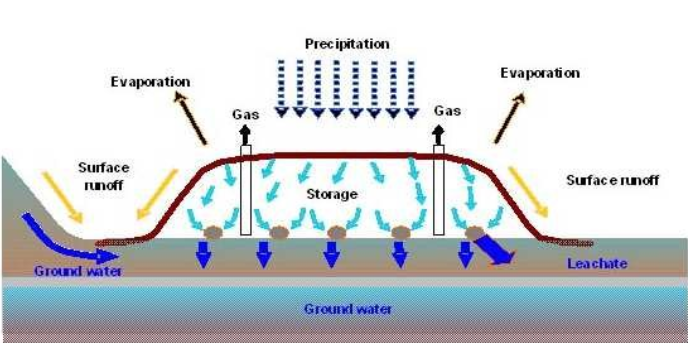 Precipitation
Evaporation
Evaporation
Gas
Gas
Surface
runoff
Storage
Surface runoff
Ground water
Leachate
Ground water